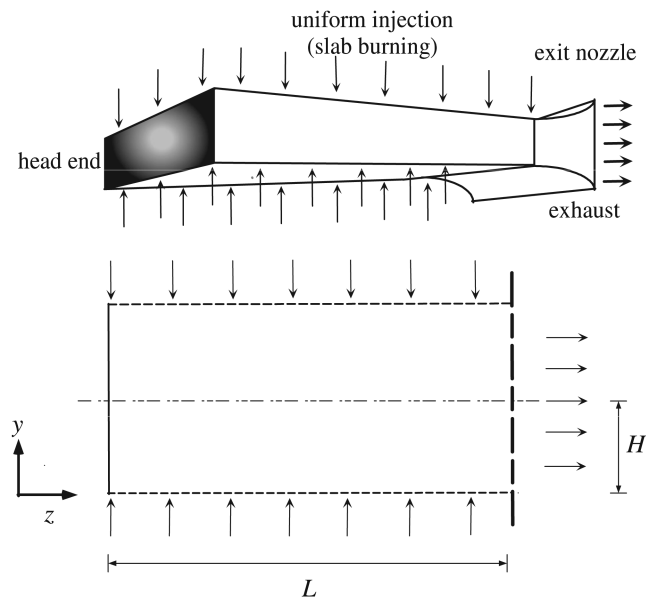 uniform injection
(slab burning)
exit nozzle
head end
exhaust
y
z
H
L